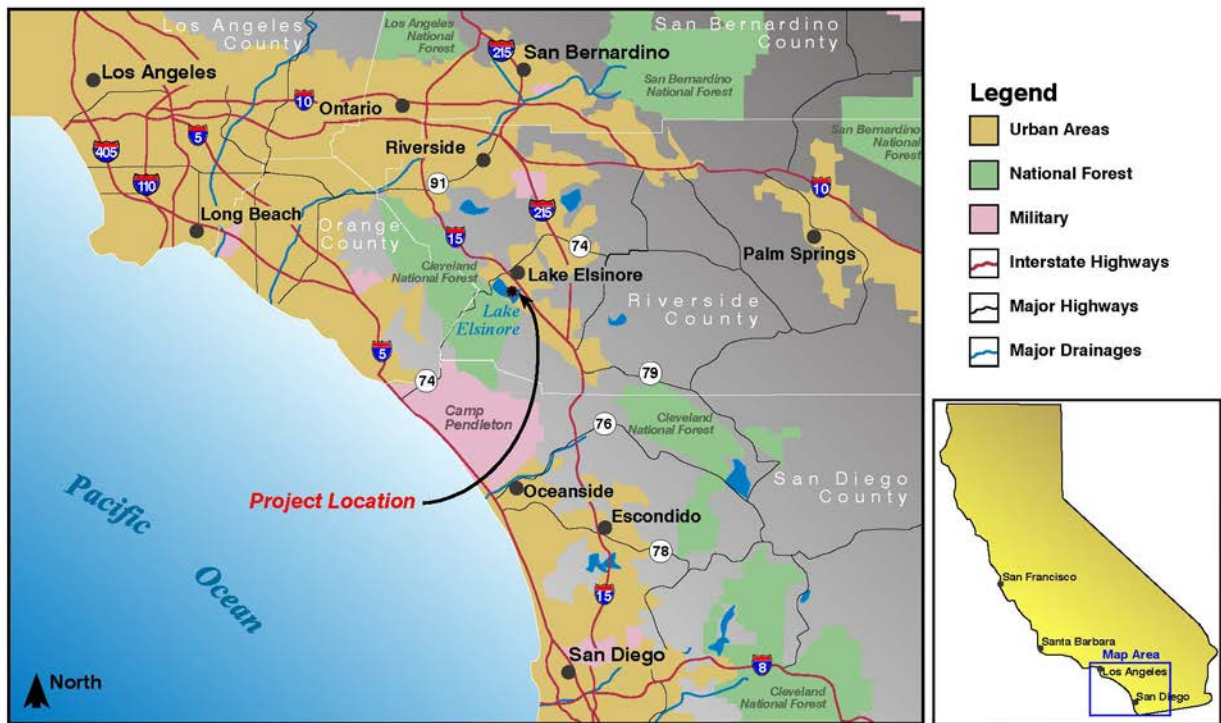 Los Angeles
County
Los Angeles
National
Forest
San Bernardino
County
215
San Bernardino
Los Angeles
San Bernardino
National Forest
10
Ontario
5
San Bernardino
National
Forest
405
Riverside
110
91
10
Long Beach
215
Orange
County
15
74
Palm Springs
Cleveland
National Forest
Lake Elsinore
Riverside
County
Lake
Elsinore
5
74
79
Camp
Pendleton
76
Cleveland
National Forest
San Diego
County
Pacific
Ocean
Project Location
Oceanside
Escondido
78
15
San Diego
8
Cleveland
National Forest
North
Legend
Urban Areas
National Forest
Military
Interstate Highways
Major Highways
Major Drainages
San Francisco
Santa Barbara
Map Area
Los Angeles
San Diego